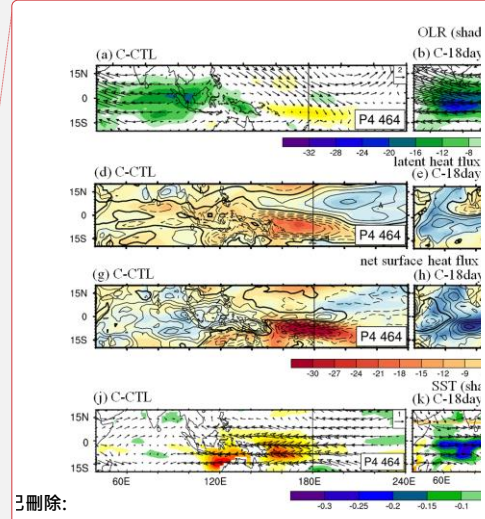 OLR (shad
(a) C-CTL
(b) C-18day
15N
0
15S
2
P4 464
-32 -28 -24 -20 -16 -12 -8
latent heat flux
(d) C-CTL
(e) C-18day
15N
0
15S
P4 464
net surface heat flux
(g) C-CTL
(h) C-18day
15N
0
15S
P4 464
-30 -27 -24 -21 -18 -15 -12 -9
SST (sha
(j) C-CTL
(k) C-18day
15N
0
15S
1
P4 464
60E 120E 180 240E 60E
-0.3 -0.25 -0.2 -0.15 -0.1
已删除: